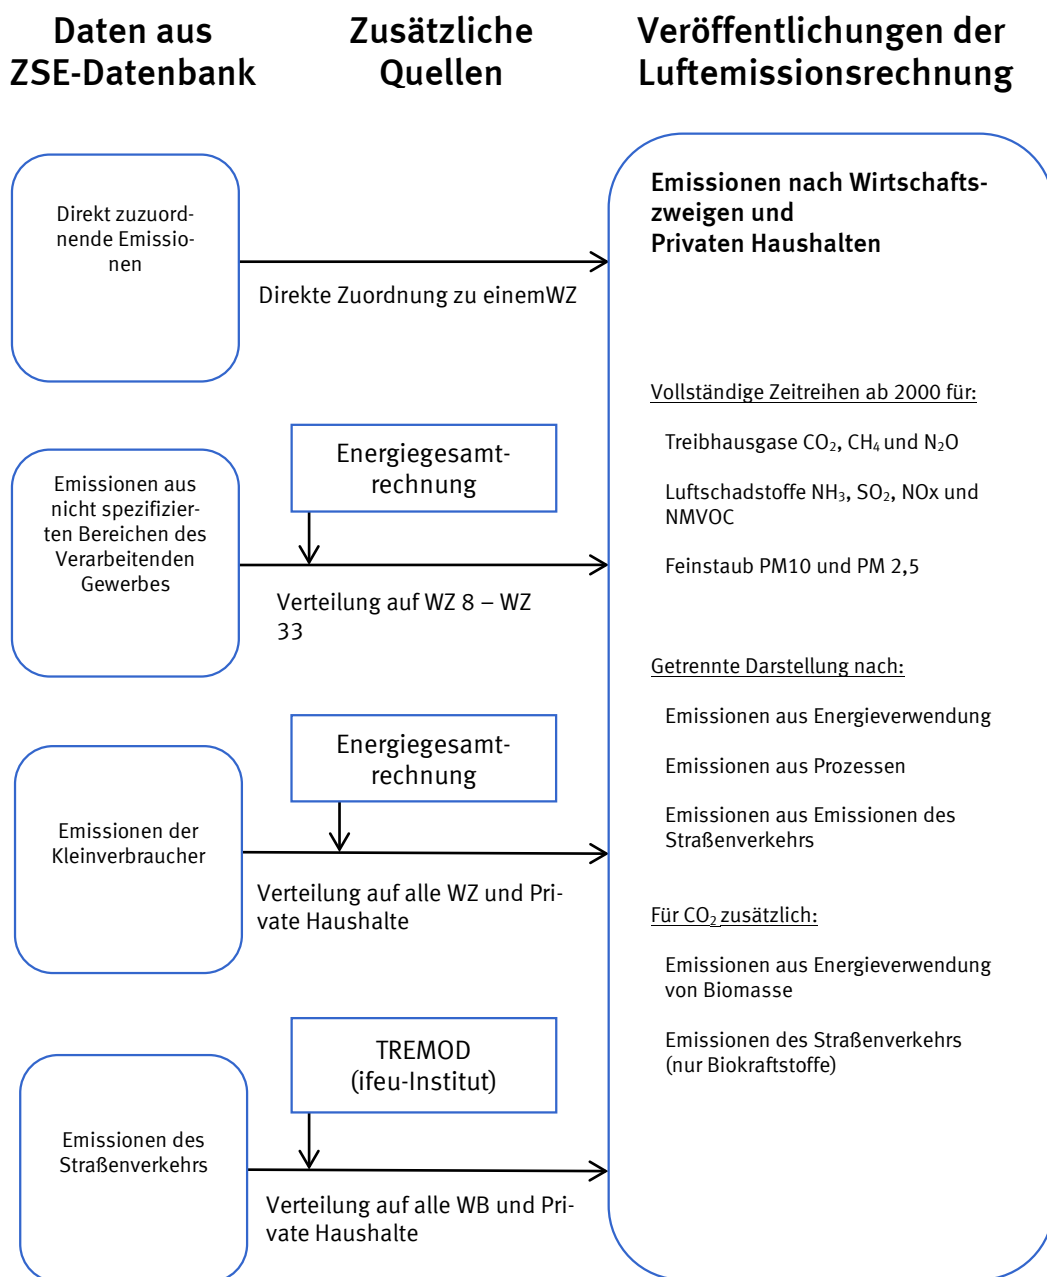 Daten aus
ZSE-Datenbank
Zusätzliche
Quellen
Veröffentlichungen der
Luftemissionsrechnung
Direkt zuzuord-
nende Emissio-
nen
Direkte Zuordnung zu einemWZ
Emissionen aus
nicht spezifizier-
ten Bereichen des
Verarbeitenden
Gewerbes
Energiegesamt-
rechnung
Verteilung auf WZ 8 – WZ
33
Emissionen der
Kleinverbraucher
Energiegesamt-
rechnung
Verteilung auf alle WZ und Pri-
vate Haushalte
Emissionen des
Straßenverkehrs
TREMOD
(ifeu-Institut)
Verteilung auf alle WB und Pri-
vate Haushalte
Emissionen nach Wirtschafts-
zweigen und
Privaten Haushalten
Vollständige Zeitreihen ab 2000 für:
Treibhausgase CO₂, CH₄ und N₂O
Luftschadstoffe NH₃, SO₂, NOx und
NMVOC
Feinstaub PM10 und PM 2,5
Getrennte Darstellung nach:
Emissionen aus Energieverwendung
Emissionen aus Prozessen
Emissionen aus Emissionen des
Straßenverkehrs
Für CO₂ zusätzlich:
Emissionen aus Energieverwendung
von Biomasse
Emissionen des Straßenverkehrs
(nur Biokraftstoffe)